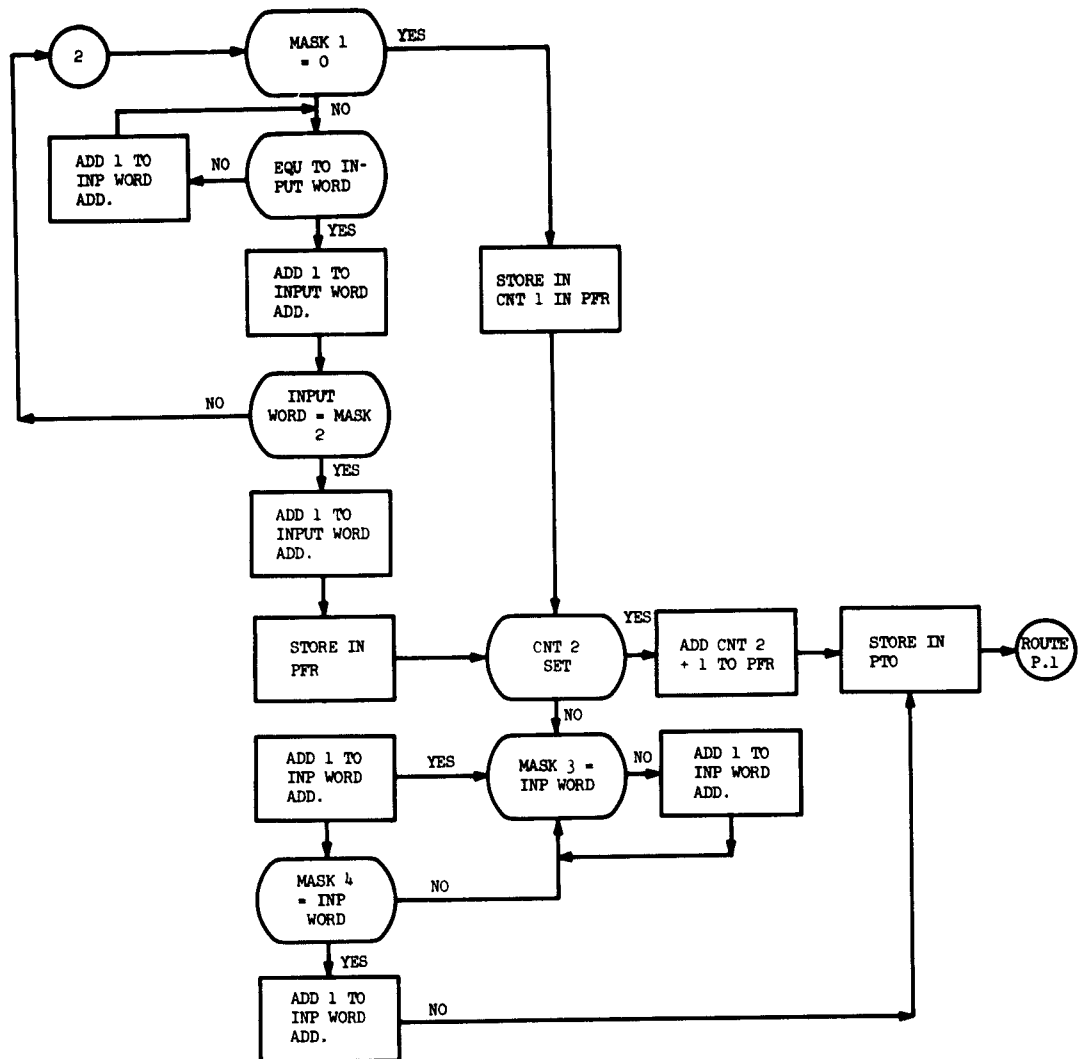 2
MASK 1
= 0
YES
NO
ADD 1 TO
INP WORD
ADD.
NO
EQU TO IN-
PUT WORD
YES
ADD 1 TO
INPUT WORD
ADD.
STORE IN
CNT 1 IN PFR
NO
INPUT
WORD = MASK
2
YES
ADD 1 TO
INPUT WORD
ADD.
STORE IN
PFR
CNT 2
SET
YES
ADD CNT 2
+ 1 TO PFR
STORE IN
PTO
ROUTE
P.1
NO
ADD 1 TO
INP WORD
ADD.
YES
MASK 3 =
INP WORD
NO
ADD 1 TO
INP WORD
ADD.
MASK 4
= INP
WORD
NO
YES
ADD 1 TO
INP WORD
ADD.
NO